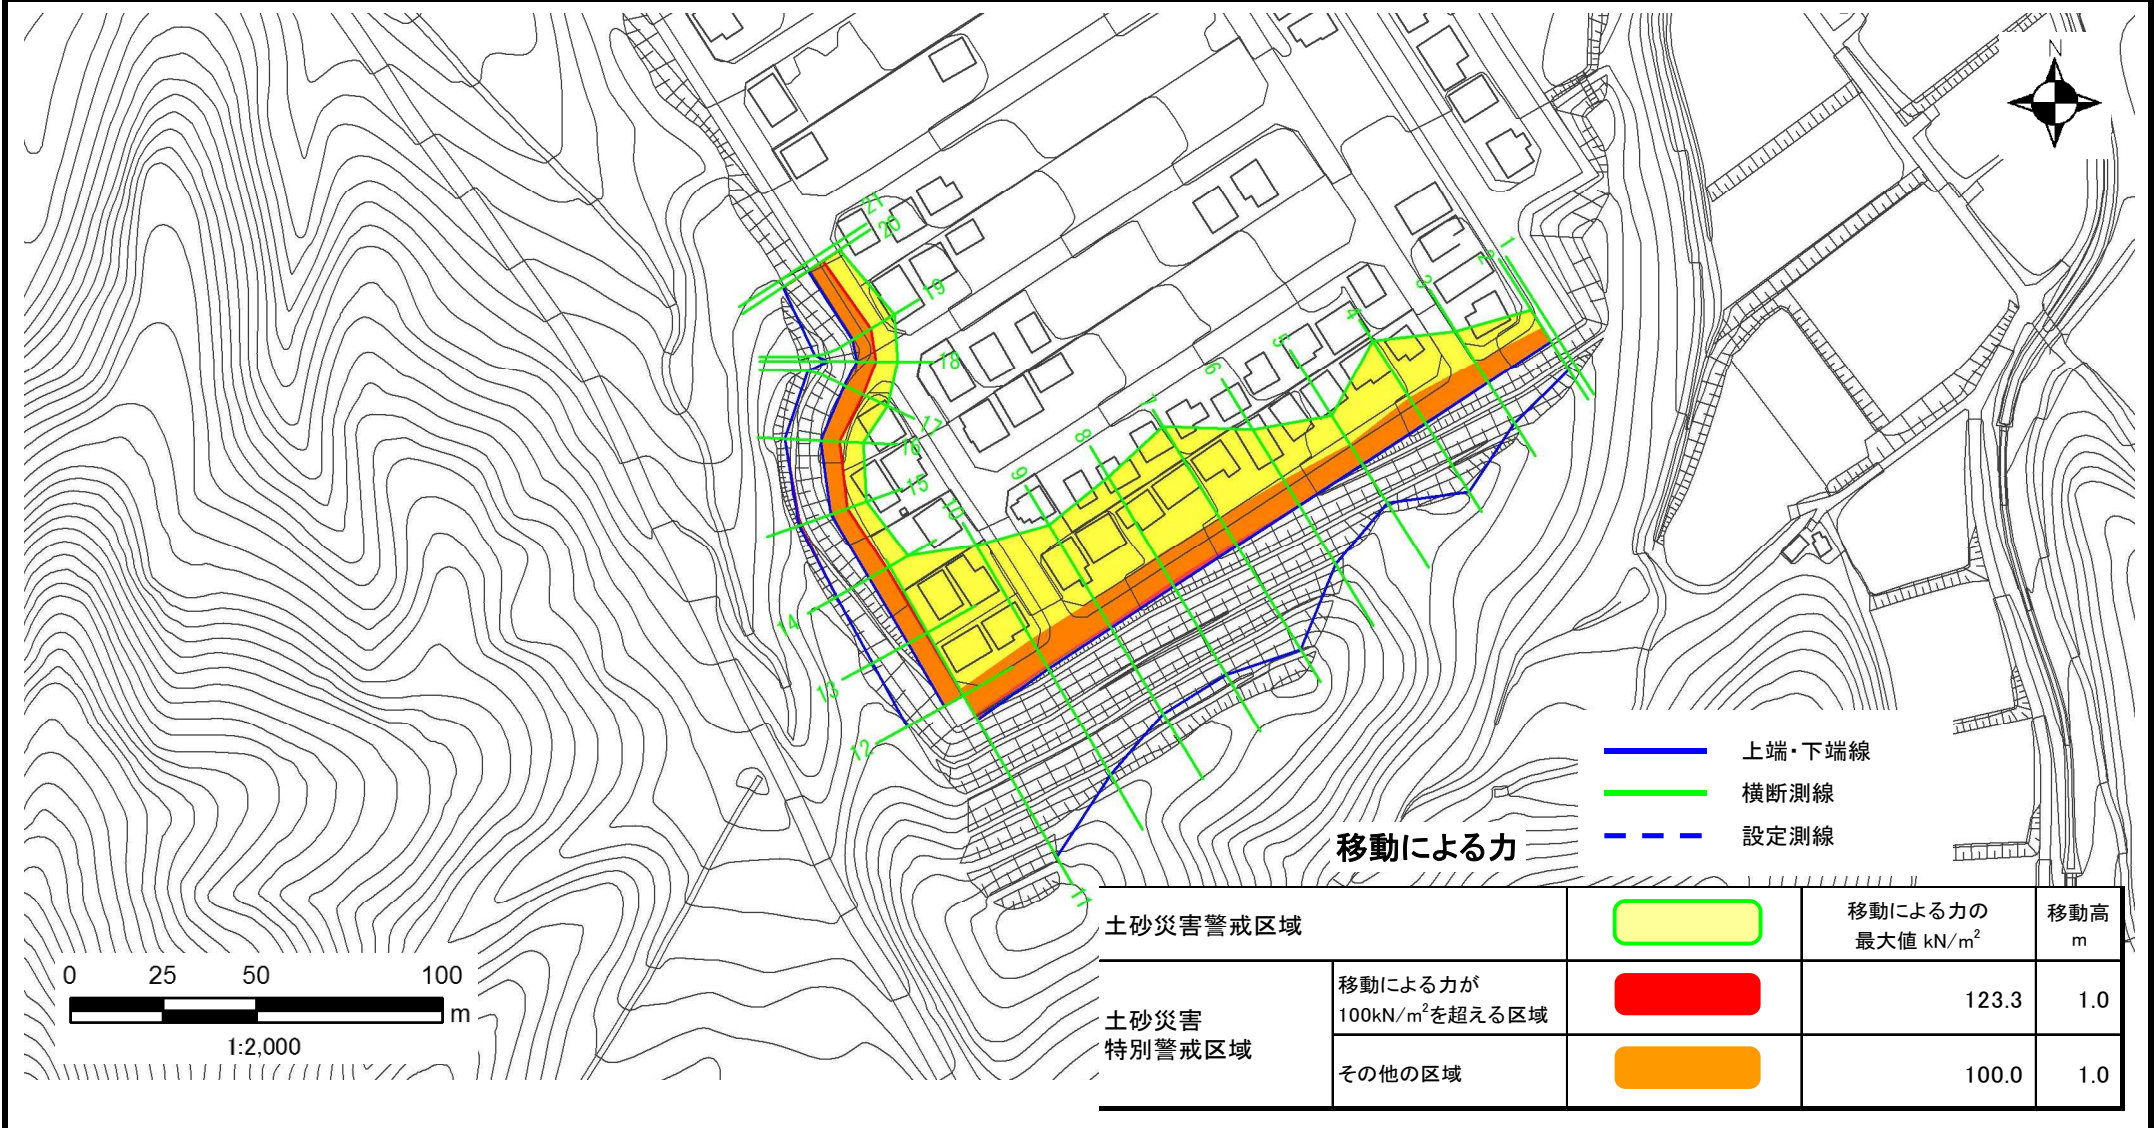 N
21
20
19
18
17
16
15
14
13
12
11
10
9
8
7
6
5
4
3
2
1
上端・下端線
横断測線
設定測線
移動による力
土砂災害警戒区域
移動による力の
最大値 kN/m²
移動高
m
土砂災害
特別警戒区域
移動による力が
100kN/m²を超える区域
123.3
1.0
その他の区域
100.0
1.0
0 25 50 100
m
1:2,000